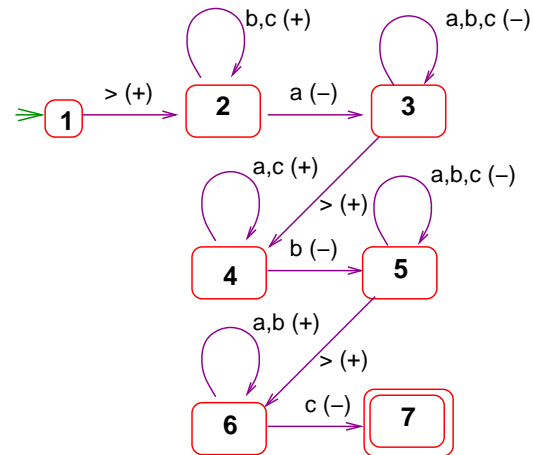 b,c (+) a,b,c (–)
> (+) a (–)
1 2 3
a,c (+) a,b,c (–)
> (+)
b (–)
4 5
a,b (+)
> (+)
c (–)
6 7